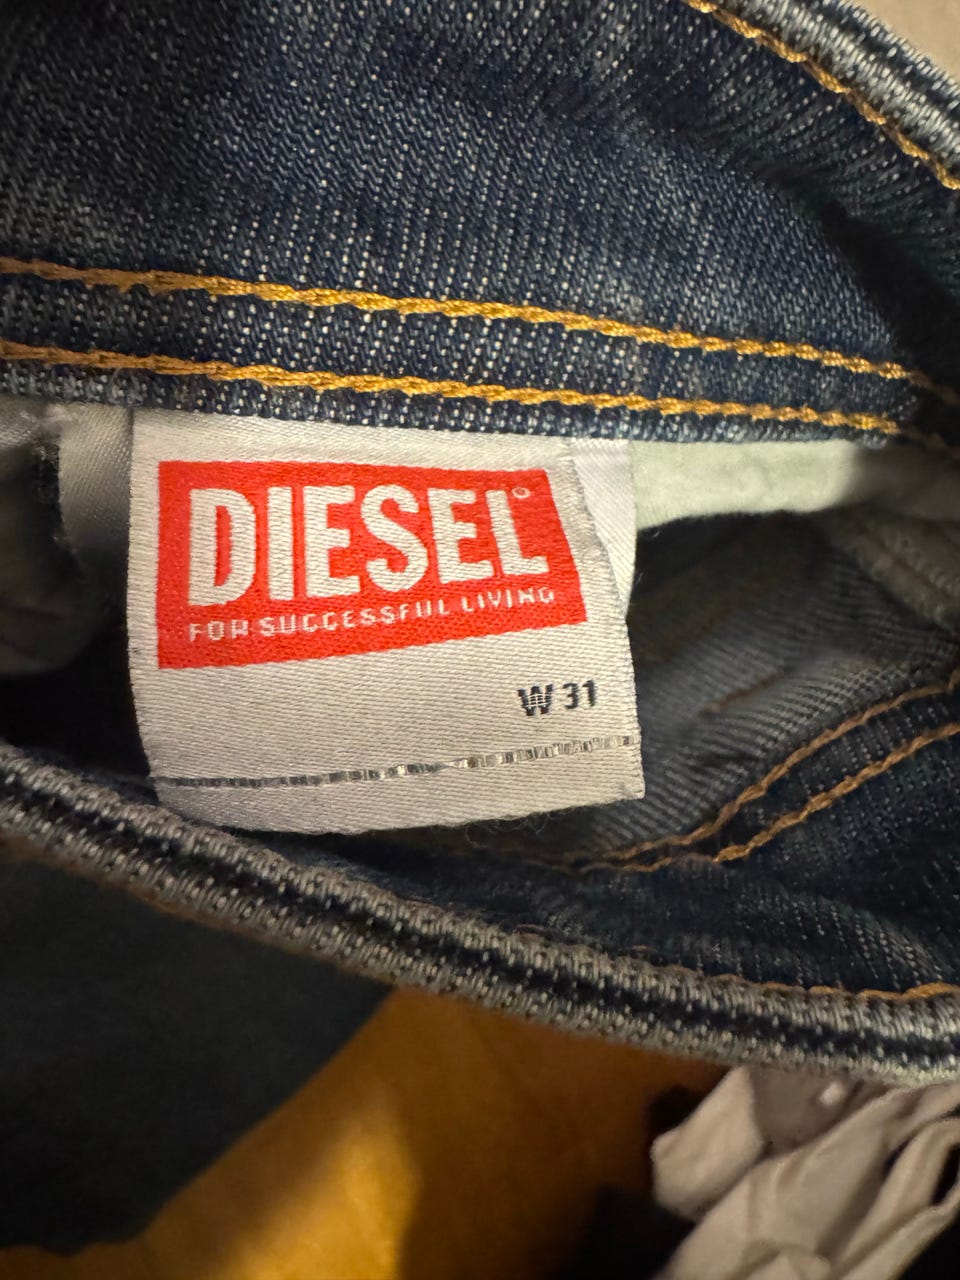 DIESEL
FOR SUCCESSFUL LIVING
W 31